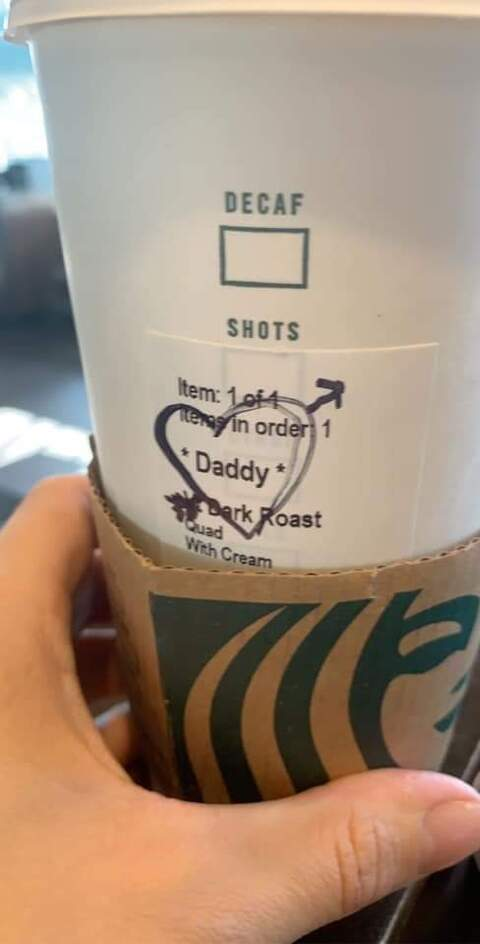 DECAF
SHOTS
Item: 1 of 1
Items in order: 1
* Daddy *
Dark Roast
Quad
With Cream